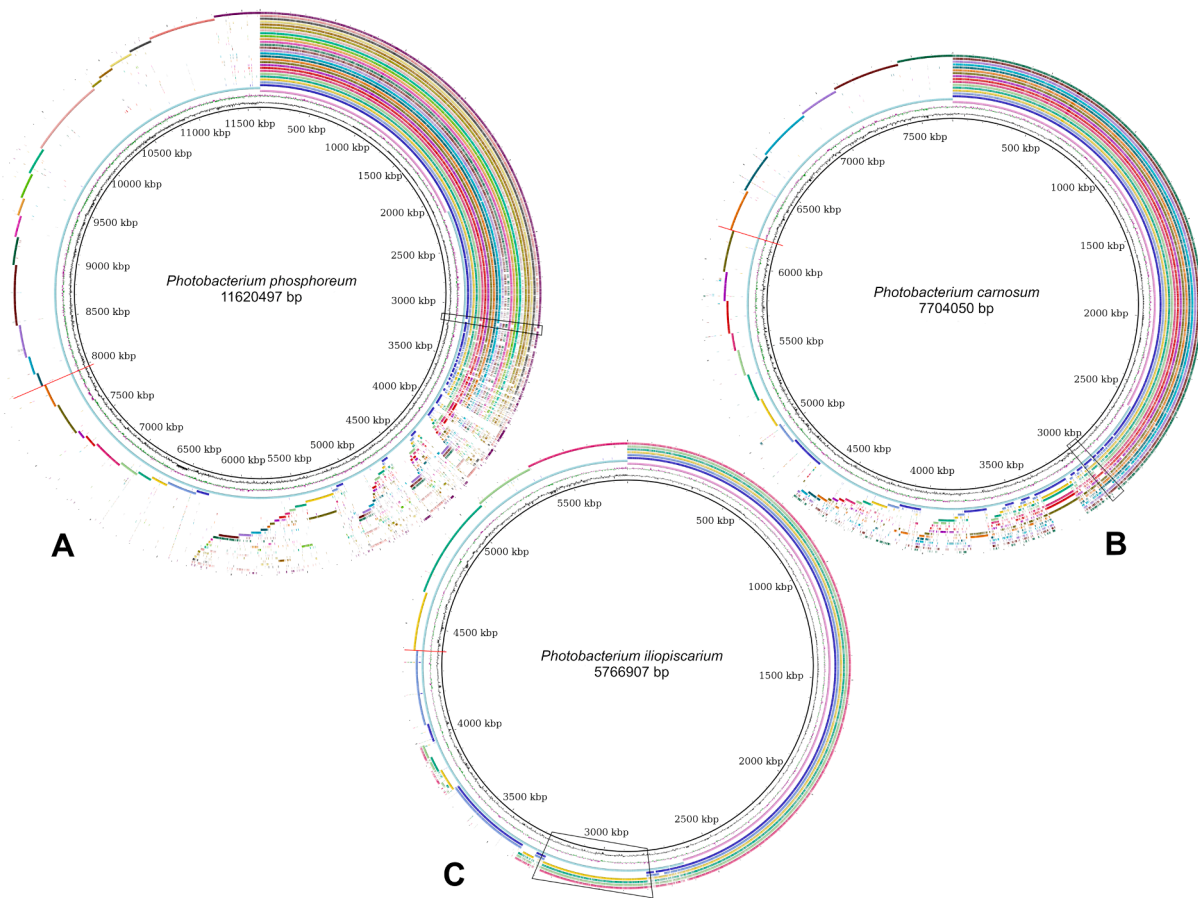 11500 kbp
500 kbp
11000 kbp
1000 kbp
10500 kbp
1500 kbp
10000 kbp
2000 kbp
9500 kbp
2500 kbp
9000 kbp
3000 kbp
8500 kbp
3500 kbp
8000 kbp
4000 kbp
7500 kbp
4500 kbp
7000 kbp
5000 kbp
6500 kbp
6000 kbp
5500 kbp
Photobacterium phosphoreum
11620497 bp
A
7500 kbp
500 kbp
7000 kbp
1000 kbp
6500 kbp
1500 kbp
6000 kbp
2000 kbp
5500 kbp
2500 kbp
5000 kbp
3000 kbp
4500 kbp
3500 kbp
4000 kbp
Photobacterium carnosum
7704050 bp
B
5500 kbp
500 kbp
5000 kbp
1000 kbp
4500 kbp
1500 kbp
4000 kbp
2000 kbp
3500 kbp
2500 kbp
3000 kbp
Photobacterium iliopiscarium
5766907 bp
C